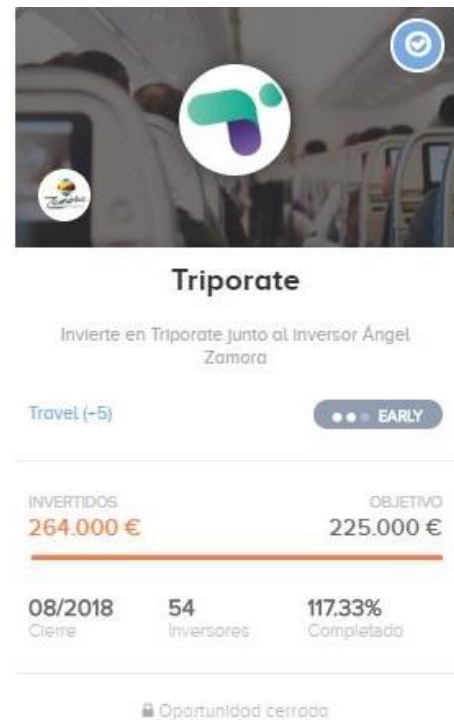 Zamora
Triporate
Invierte en Triporate junto al inversor Ángel
Zamora
Travel (+5)
EARLY
INVERTIDOS
OBJETIVO
264.000 €
225.000 €
08/2018
54
117.33%
Cierre
Inversores
Completado
Oportunidad cerrada